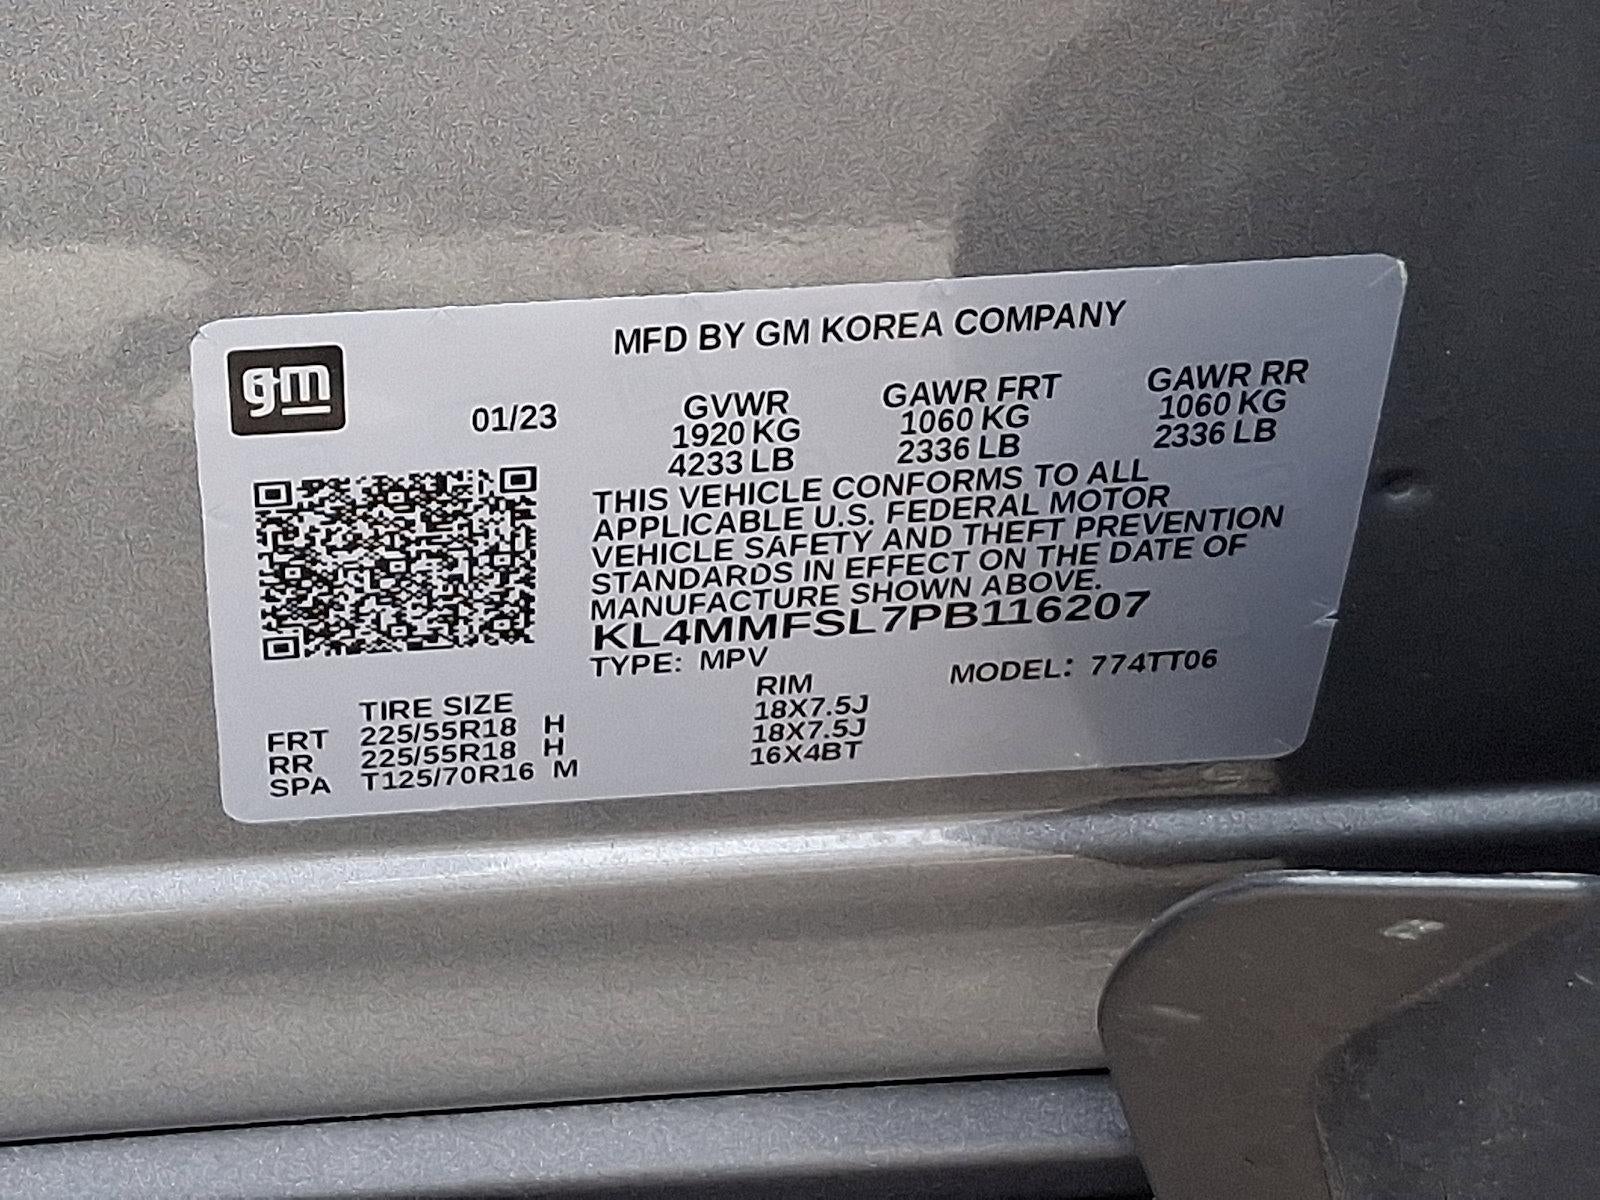 gm
MFD BY GM KOREA COMPANY
01/23
GVWR GAWR FRT GAWR RR
1920 KG 1060 KG 1060 KG
4233 LB 2336 LB 2336 LB
THIS VEHICLE CONFORMS TO ALL
APPLICABLE U.S. FEDERAL MOTOR
VEHICLE SAFETY AND THEFT PREVENTION
STANDARDS IN EFFECT ON THE DATE OF
MANUFACTURE SHOWN ABOVE.
KL4MMFSL7PB116207
TYPE: MPV MODEL: 774TT06
TIRE SIZE RIM
FRT 225/55R18 H 18X7.5J
RR 225/55R18 H 18X7.5J
SPA T125/70R16 M 16X4BT